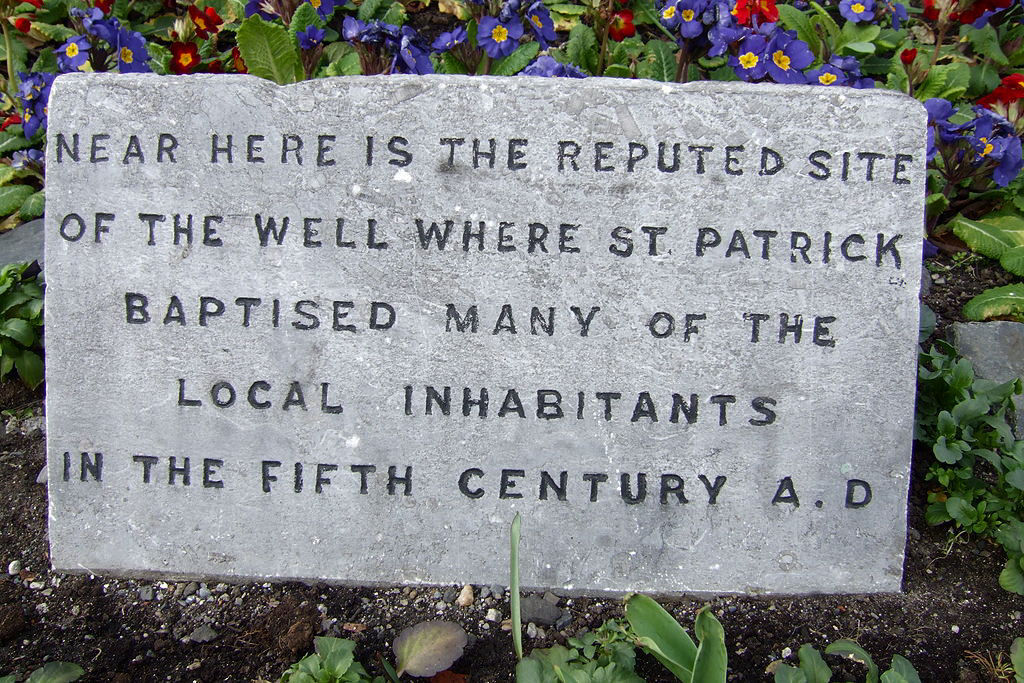 NEAR HERE IS THE REPUTED SITE
OF THE WELL WHERE ST. PATRICK
BAPTISED MANY OF THE
LOCAL INHABITANTS
IN THE FIFTH CENTURY A.D